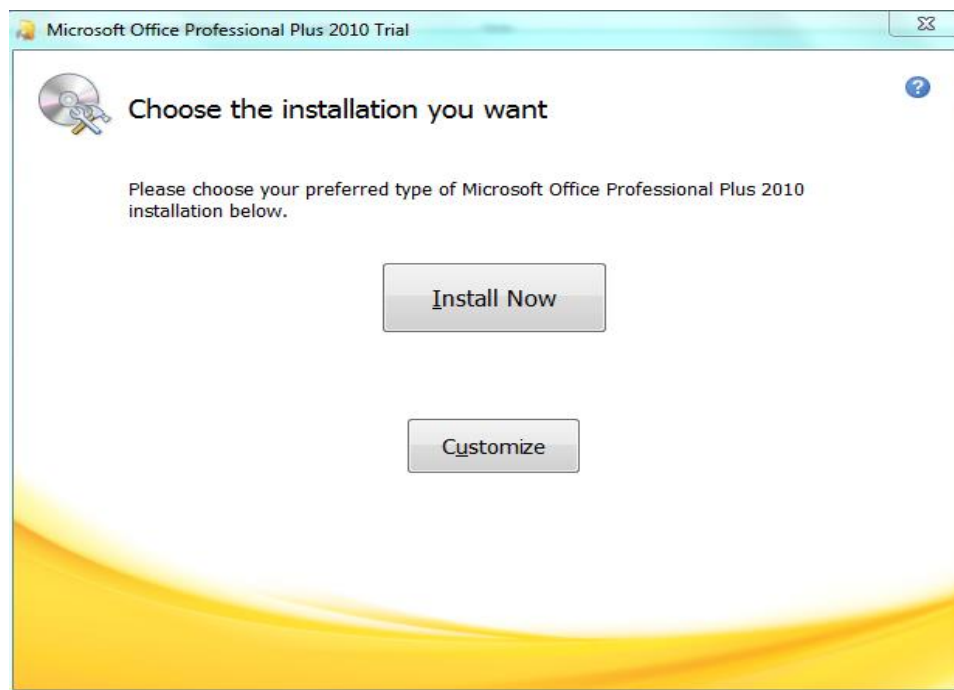 Microsoft Office Professional Plus 2010 Trial
Choose the installation you want
?
Please choose your preferred type of Microsoft Office Professional Plus 2010
installation below.
Install Now
Customize